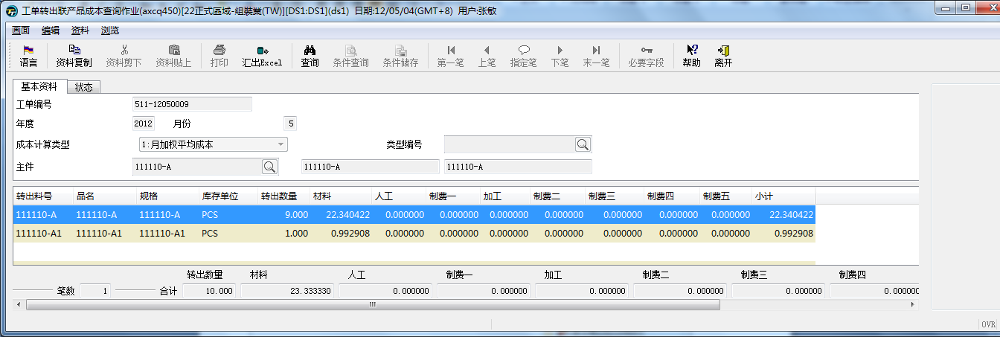 工单转出联产品成本查询作业(axcq450)[22正式區域-組裝業(TW)][DS1:DS1](ds1) 日期:12/05/04(GMT+8) 用户:张敏
画面 编辑 资料 浏览
语言 资料复制 资料剪下 资料贴上 打印 汇出Excel 查询 条件查询 条件储存 第一笔 上笔 指定笔 下笔 末一笔 必要字段 帮助 离开
基本资料 状态
工单编号 511-12050009
年度 2012 月份 5
成本计算类型 1:月加权平均成本 类型编号
主件 111110-A 111110-A 111110-A
转出料号 品名 规格 库存单位 转出数量 材料 人工 制费一 加工 制费二 制费三 制费四 制费五 小计
111110-A 111110-A 111110-A PCS 9.000 22.340422 0.000000 0.000000 0.000000 0.000000 0.000000 0.000000 0.000000 22.340422
111110-A1 111110-A1 111110-A1 PCS 1.000 0.992908 0.000000 0.000000 0.000000 0.000000 0.000000 0.000000 0.000000 0.992908
转出数量 材料 人工 制费一 加工 制费二 制费三 制费四
笔数 1 合计 10.000 23.333330 0.000000 0.000000 0.000000 0.000000 0.000000 0.000000
OVR